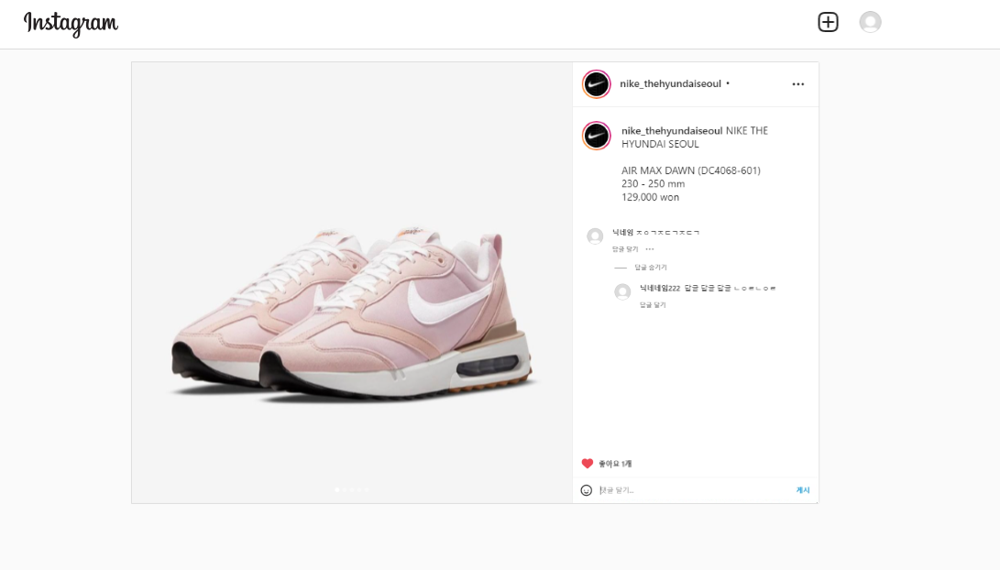 Instagram
nike_thehyundaiseoul •
nike_thehyundaiseoul NIKE THE
HYUNDAI SEOUL
AIR MAX DAWN (DC4068-601)
230 - 250 mm
129,000 won
닉네임 ㅈㅇㄱㅈㄷㄱㅈㄷㄱ
답글 달기 ···
답글 숨기기
닉네네임222 답글 답글 답글 ㄴㅇㄹㄴㅇㄹ
답글 달기
좋아요 1개
댓글 달기...
게시